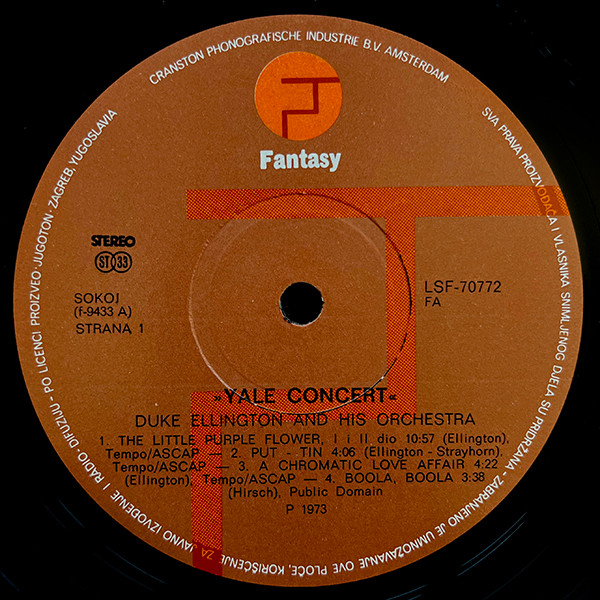 CRANSTON PHONOGRAFISCHE INDUSTRIE B.V. AMSTERDAM
Fantasy
STEREO
ST 33
SOKOJ
(f-9433 A)
STRANA 1
LSF-70772
FA
»YALE CONCERT«
DUKE ELLINGTON AND HIS ORCHESTRA
1. THE LITTLE PURPLE FLOWER, I i II dio 10:57 (Ellington),
Tempo/ASCAP — 2. PUT - TIN 4:06 (Ellington - Strayhorn),
Tempo/ASCAP — 3. A CHROMATIC LOVE AFFAIR 4:22
(Ellington), Tempo/ASCAP — 4. BOOLA, BOOLA 3:38
(Hirsch), Public Domain
P 1973
SVA PRAVA PROIZVOĐAČA I VLASNIKA SNIMLJENOG DJELA SU PRIDRŽANA - ZABRANJENO JE UMNOŽAVANJE OVE PLOČE, KORIŠĆENJE ZA JAVNO IZVOĐENJE I RADIO - DIFUZIJU - PO LICENCI PROIZVEO JUGOTON - ZAGREB, YUGOSLAVIA